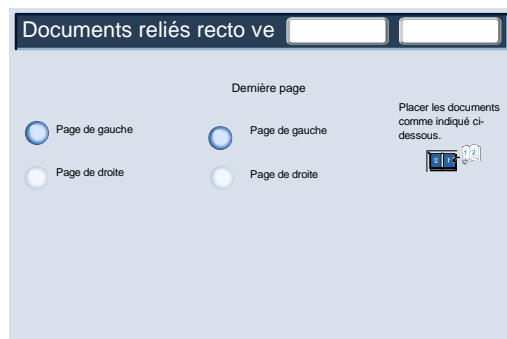 Documents reliés recto ve
Dernière page
Page de gauche
Page de droite
Page de gauche
Page de droite
Placer les documents
comme indiqué ci-
dessous.